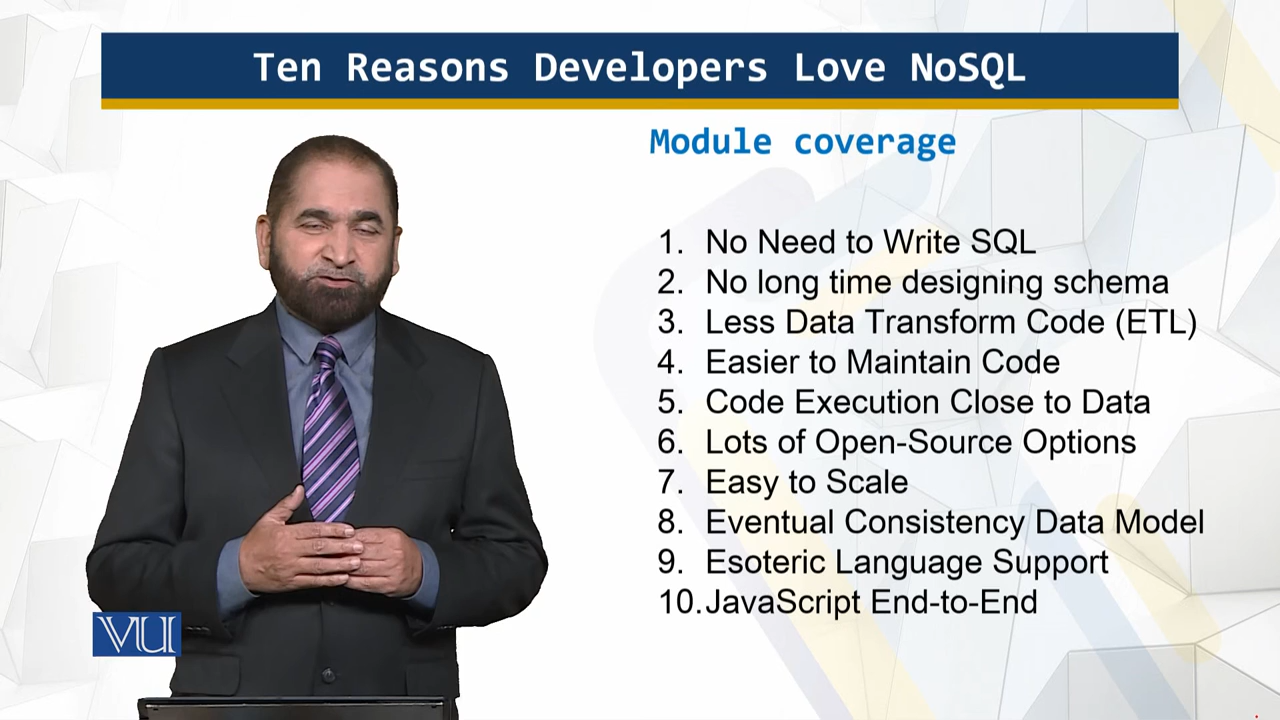 Ten Reasons Developers Love NoSQL
Module coverage
1. No Need to Write SQL
2. No long time designing schema
3. Less Data Transform Code (ETL)
4. Easier to Maintain Code
5. Code Execution Close to Data
6. Lots of Open-Source Options
7. Easy to Scale
8. Eventual Consistency Data Model
9. Esoteric Language Support
10.JavaScript End-to-End
VU